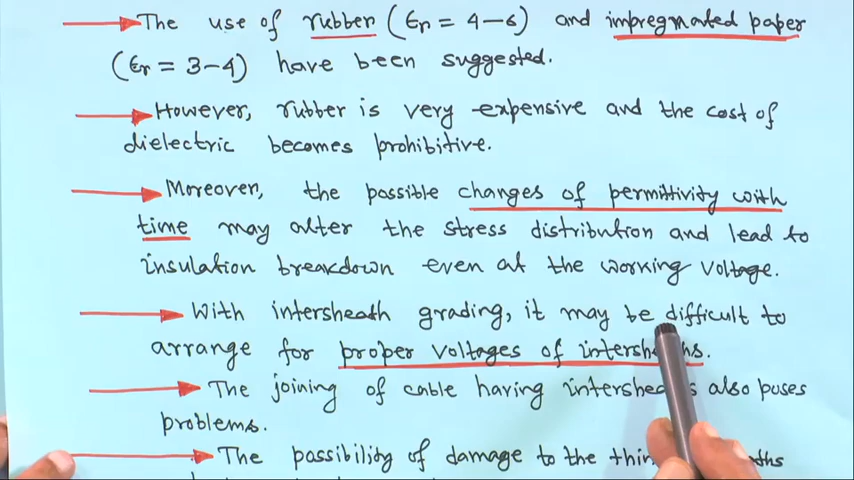 The use of rubber (εr = 4-6) and impregnated paper
(εr = 3-4) have been suggested.
However, rubber is very expensive and the cost of
dielectric becomes prohibitive.
Moreover, the possible changes of permittivity with
time may alter the stress distribution and lead to
insulation breakdown even at the working voltage.
With intersheath grading, it may be difficult to
arrange for proper voltages of intersheaths.
The joining of cable having intersheaths also poses
problems.
The possibility of damage to the thin